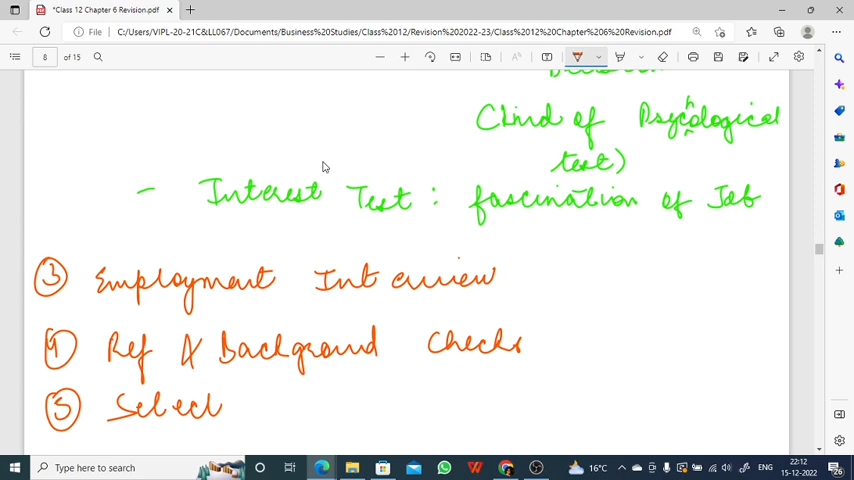 *Class 12 Chapter 6 Revision.pdf
File C:/Users/VIPL-20-21C&LL067/Documents/Business%20Studies/Class%2012/Revision%202022-23/Class%2012%20Chapter%206%20Revision.pdf
8 of 15
(kind of Psychological
test)
- Interest Test : fascination of Job
③ Employment Interview
④ Ref & Background Checks
⑤ Select
Type here to search
16°C
ENG
22:12
15-12-2022
26